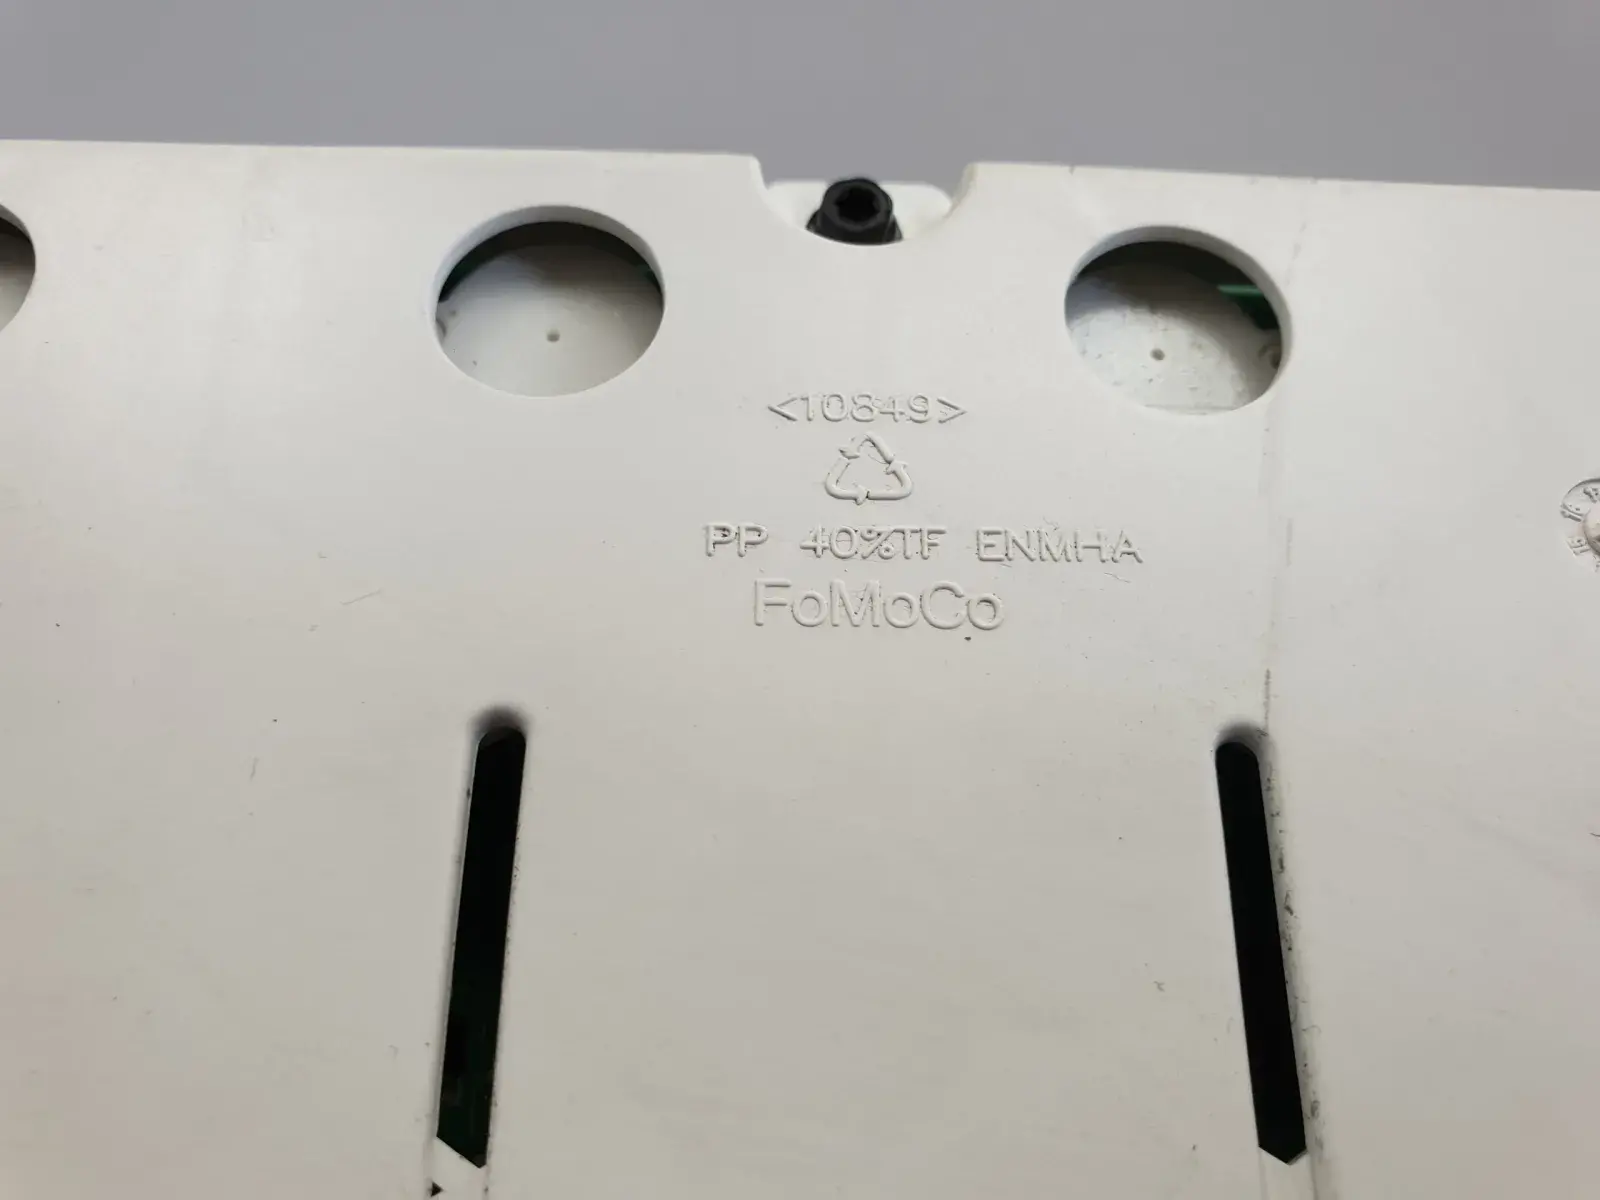 <10849>
PP 40%TF ENMHA
FoMoCo